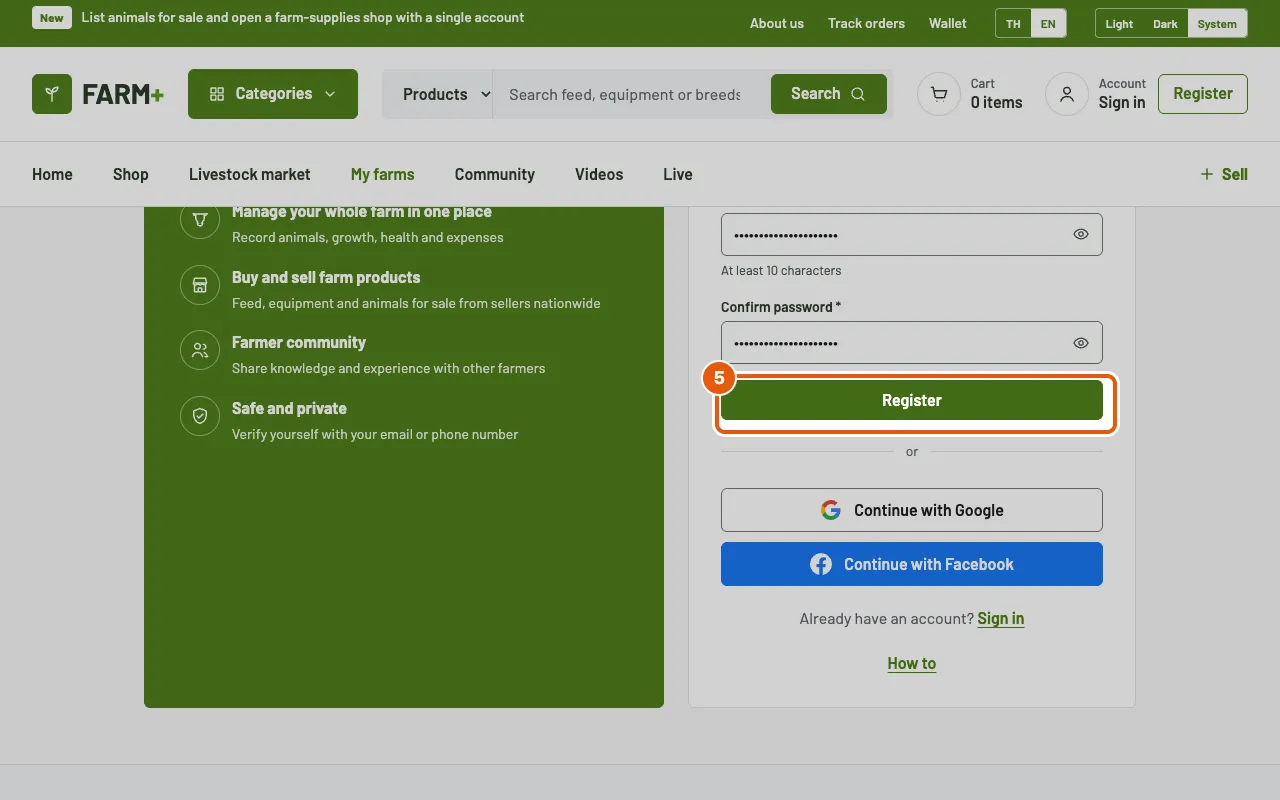 New List animals for sale and open a farm-supplies shop with a single account
About us Track orders Wallet TH EN Light Dark System
FARM+ Categories Products Search feed, equipment or breeds Search Cart 0 items Account Sign in Register
Home Shop Livestock market My farms Community Videos Live + Sell
Manage your whole farm in one place
Record animals, growth, health and expenses
Buy and sell farm products
Feed, equipment and animals for sale from sellers nationwide
Farmer community
Share knowledge and experience with other farmers
Safe and private
Verify yourself with your email or phone number
•••••••••••••••••••••
At least 10 characters
Confirm password *
•••••••••••••••••••••
5
Register
or
Continue with Google
Continue with Facebook
Already have an account? Sign in
How to